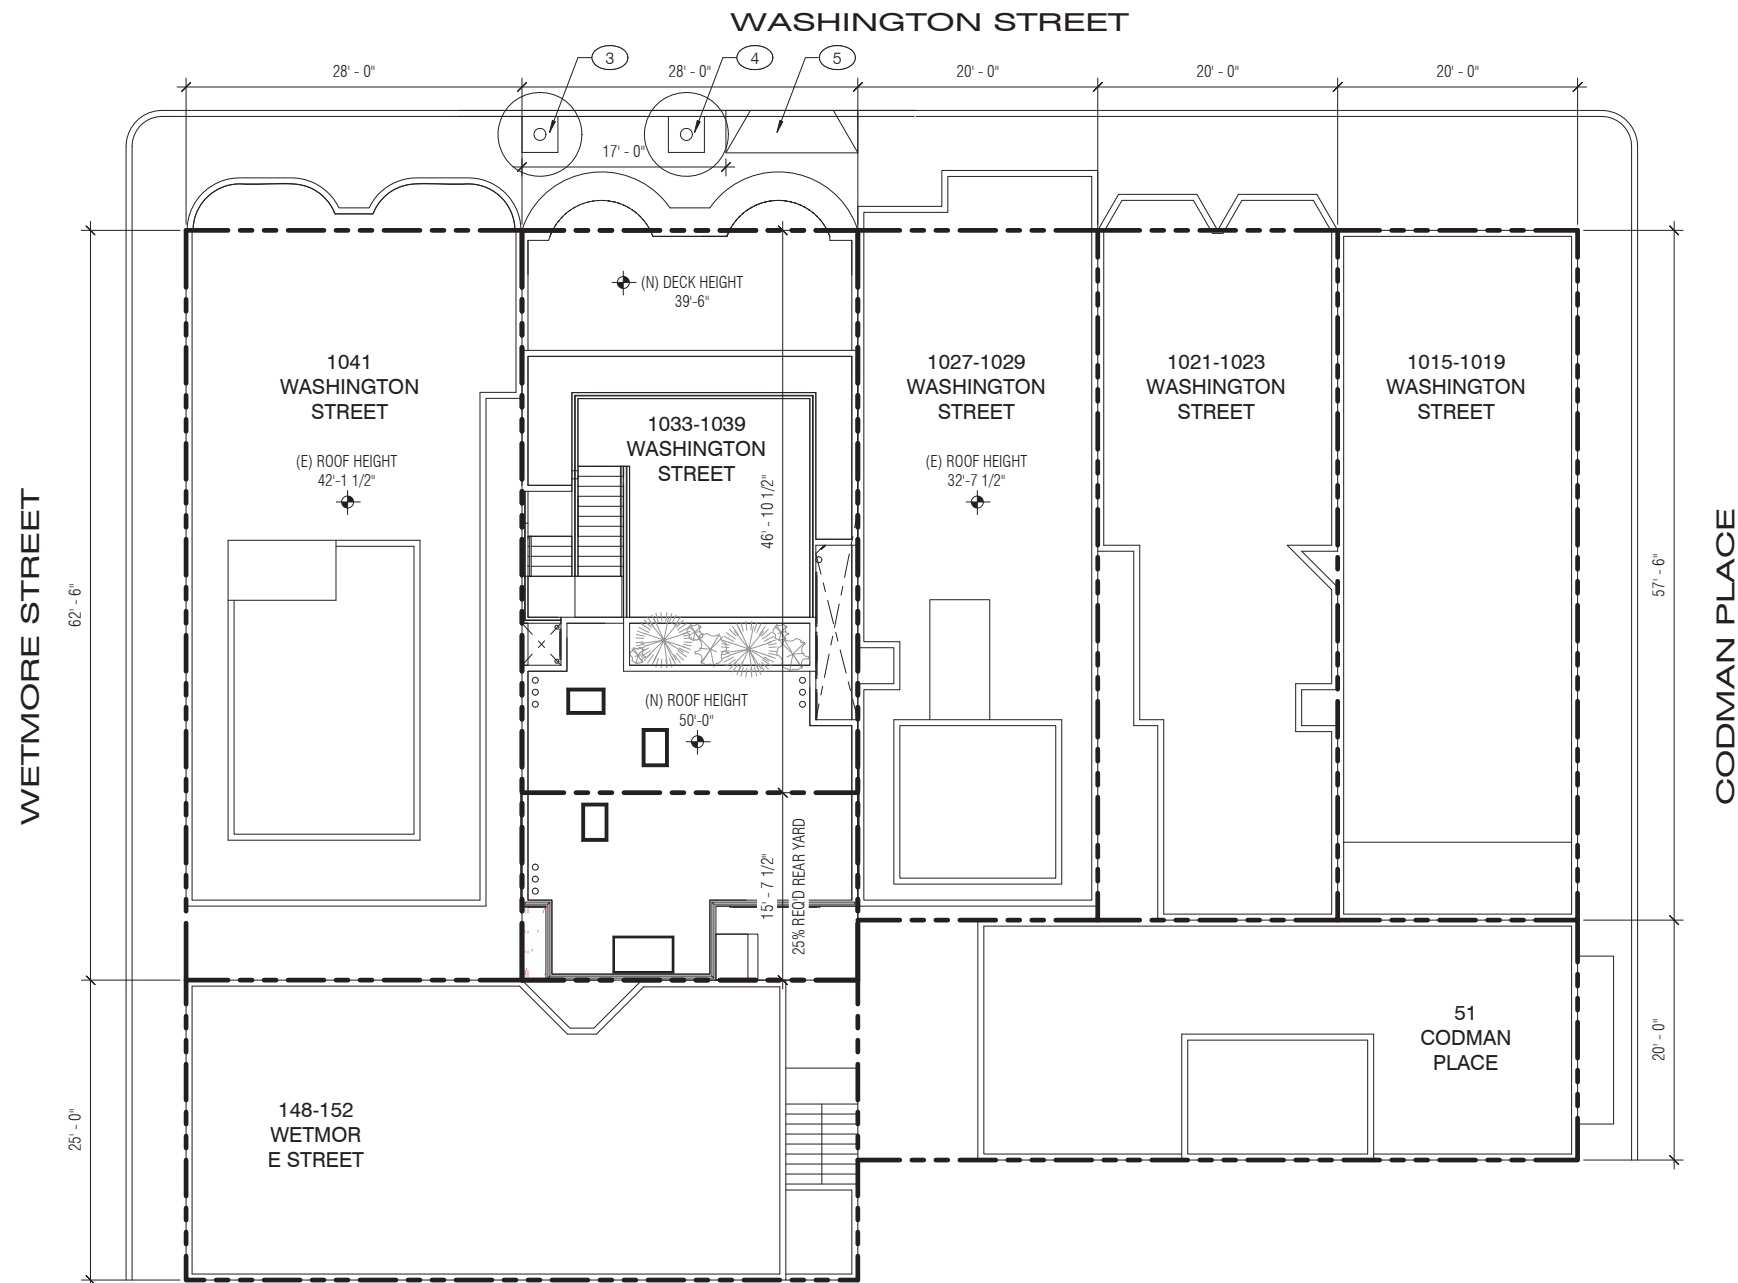 WASHINGTON STREET
3
4
5
28' - 0"
28' - 0"
20' - 0"
20' - 0"
20' - 0"
17' - 0"
(N) DECK HEIGHT
39'-6"
1041
WASHINGTON
STREET
(E) ROOF HEIGHT
42'-1 1/2"
1033-1039
WASHINGTON
STREET
46' - 10 1/2"
1027-1029
WASHINGTON
STREET
(E) ROOF HEIGHT
32'-7 1/2"
1021-1023
WASHINGTON
STREET
1015-1019
WASHINGTON
STREET
WETMORE STREET
62' - 6"
57' - 6"
CODMAN PLACE
(N) ROOF HEIGHT
50'-0"
15' - 7 1/2"
25% REQ'D REAR YARD
51
CODMAN
PLACE
20' - 0"
25' - 0"
148-152
WETMOR
E STREET